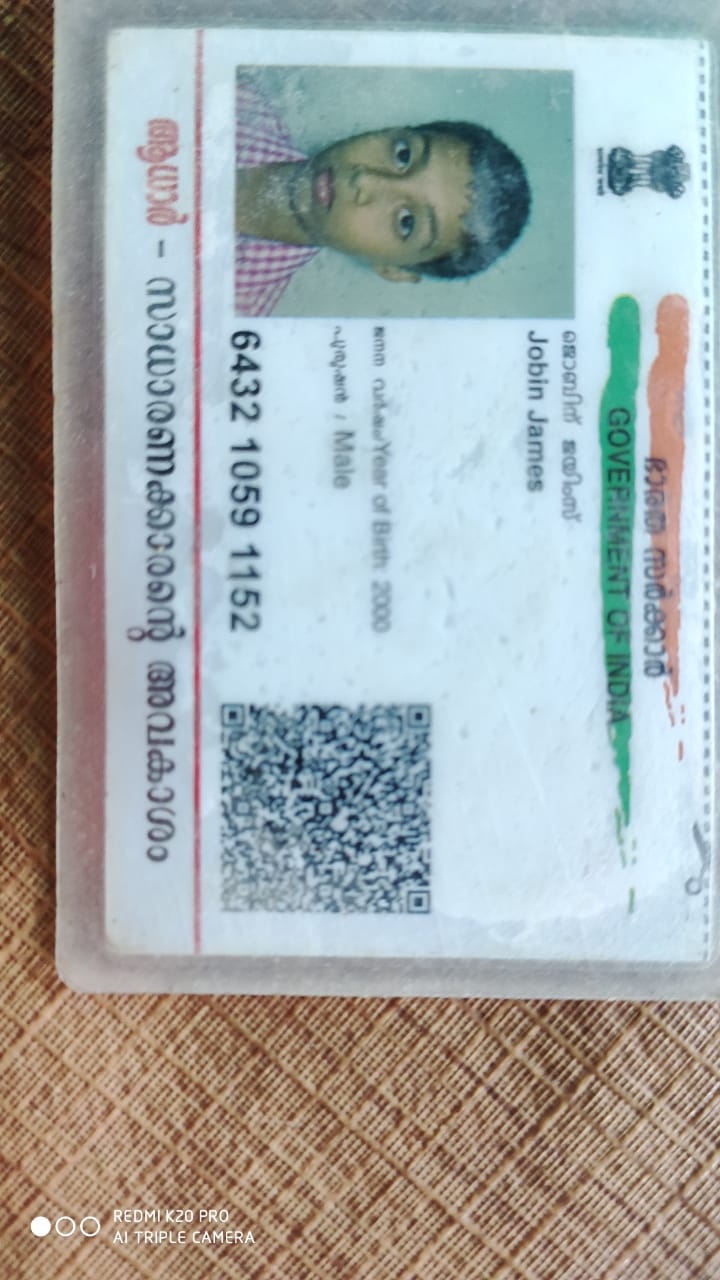 ഭാരത സർക്കാർ
GOVERNMENT OF INDIA
ജൊബിന് ജയിംസ്
Jobin James
ജനന വർഷം/Year of Birth: 2000
പുരുഷൻ / Male
6432 1059 1152
ആധാർ - സാധാരണക്കാരന്റെ അവകാശം
REDMI K20 PRO
AI TRIPLE CAMERA